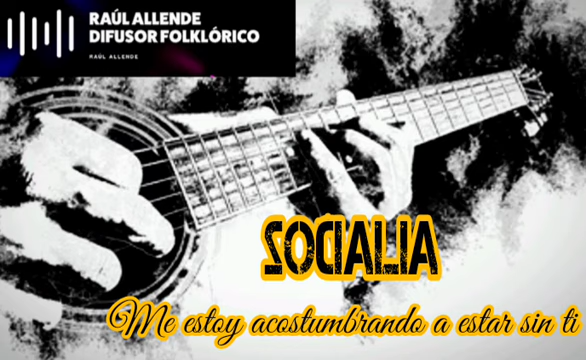 RAÚL ALLENDE
DIFUSOR FOLKLÓRICO
RAÚL ALLENDE
SOCIALIA
Me estoy acostumbrando a estar sin ti